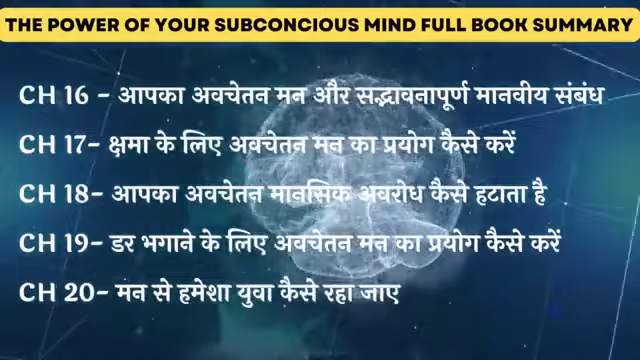 THE POWER OF YOUR SUBCONCIOUS MIND FULL BOOK SUMMARY
CH 16 - आपका अवचेतन मन और सद्भावनापूर्ण मानवीय संबंध
CH 17- क्षमा के लिए अवचेतन मन का प्रयोग कैसे करें
CH 18- आपका अवचेतन मानसिक अवरोध कैसे हटाता है
CH 19- डर भगाने के लिए अवचेतन मन का प्रयोग कैसे करें
CH 20- मन से हमेशा युवा कैसे रहा जाए